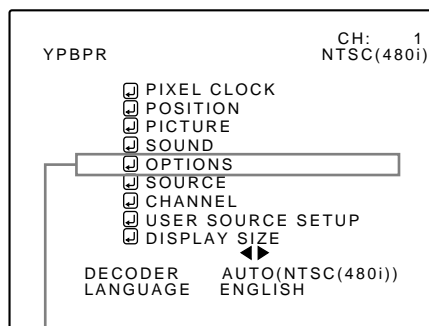 CH: 1
YPBPR NTSC(480i)
PIXEL CLOCK
POSITION
PICTURE
SOUND
OPTIONS
SOURCE
CHANNEL
USER SOURCE SETUP
DISPLAY SIZE
DECODER AUTO(NTSC(480i))
LANGUAGE ENGLISH